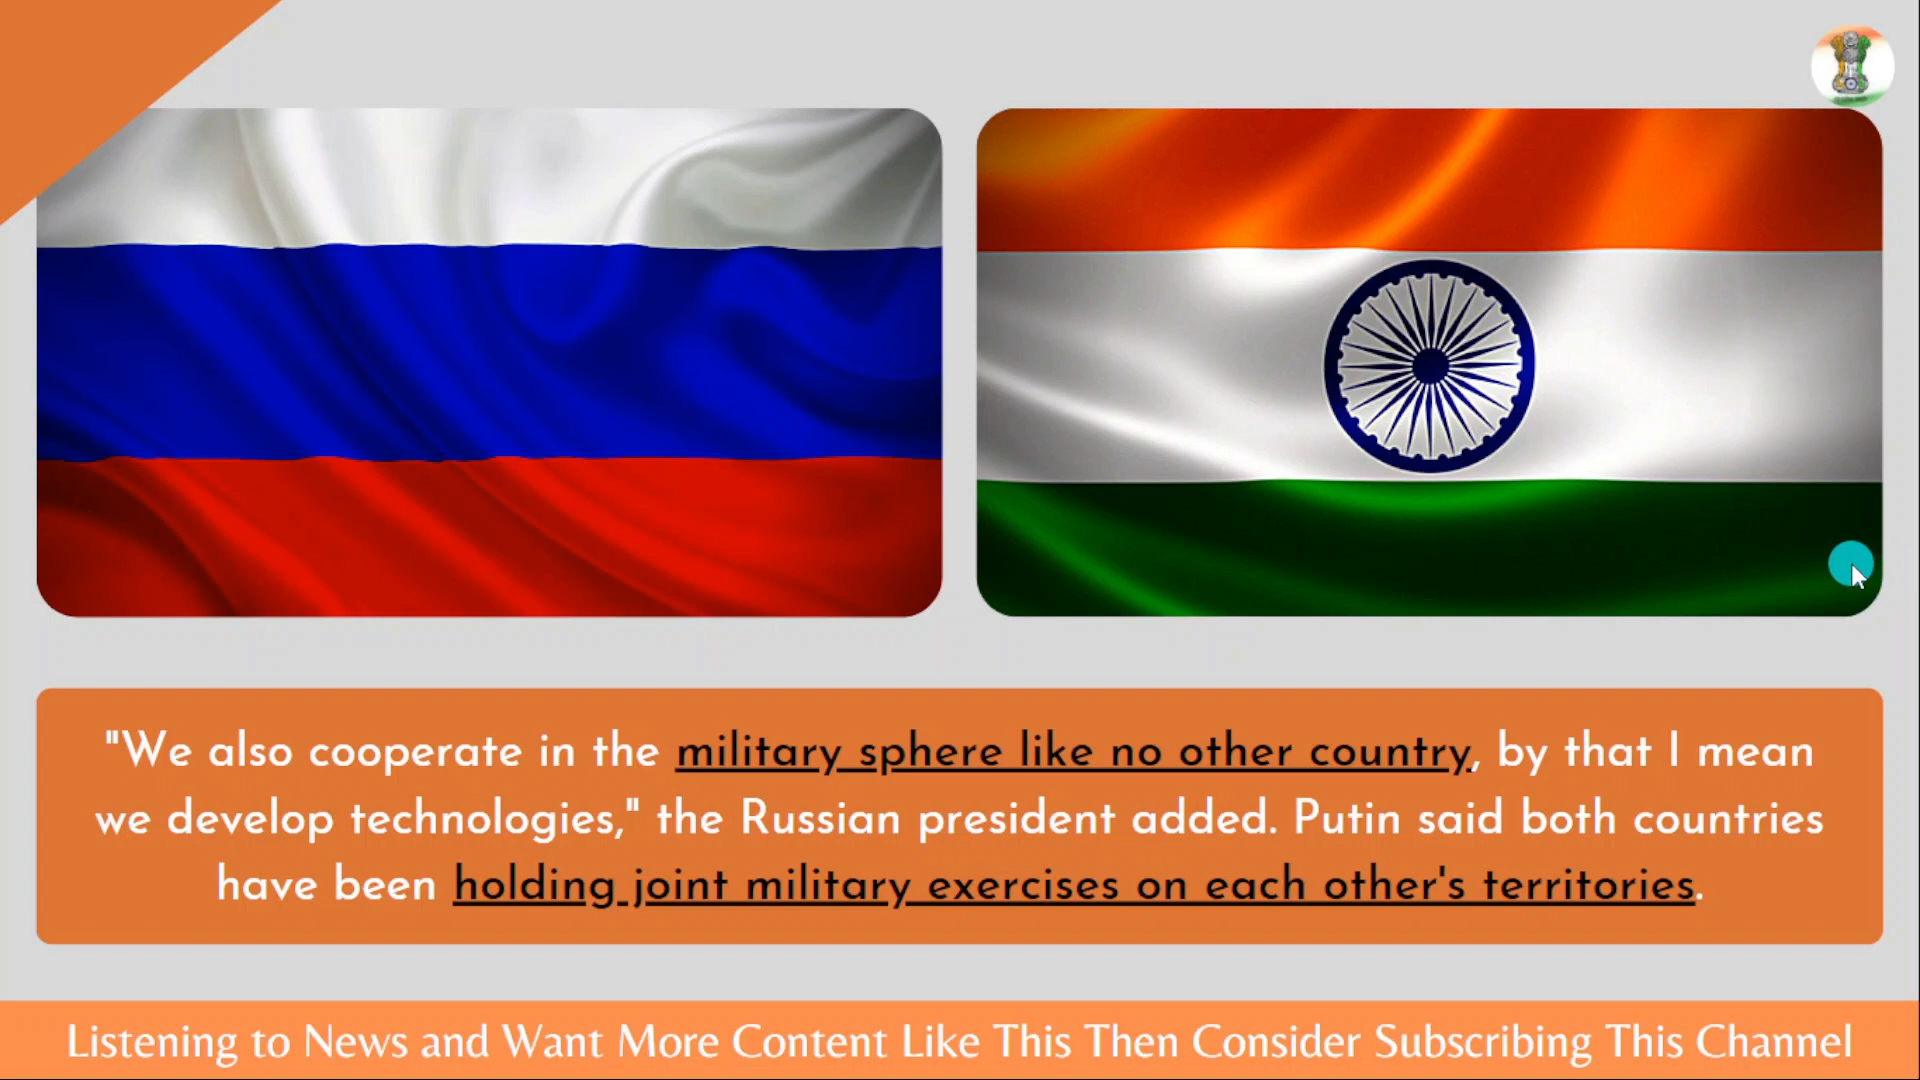 "We also cooperate in the military sphere like no other country, by that I mean
we develop technologies," the Russian president added. Putin said both countries
have been holding joint military exercises on each other's territories.
Listening to News and Want More Content Like This Then Consider Subscribing This Channel